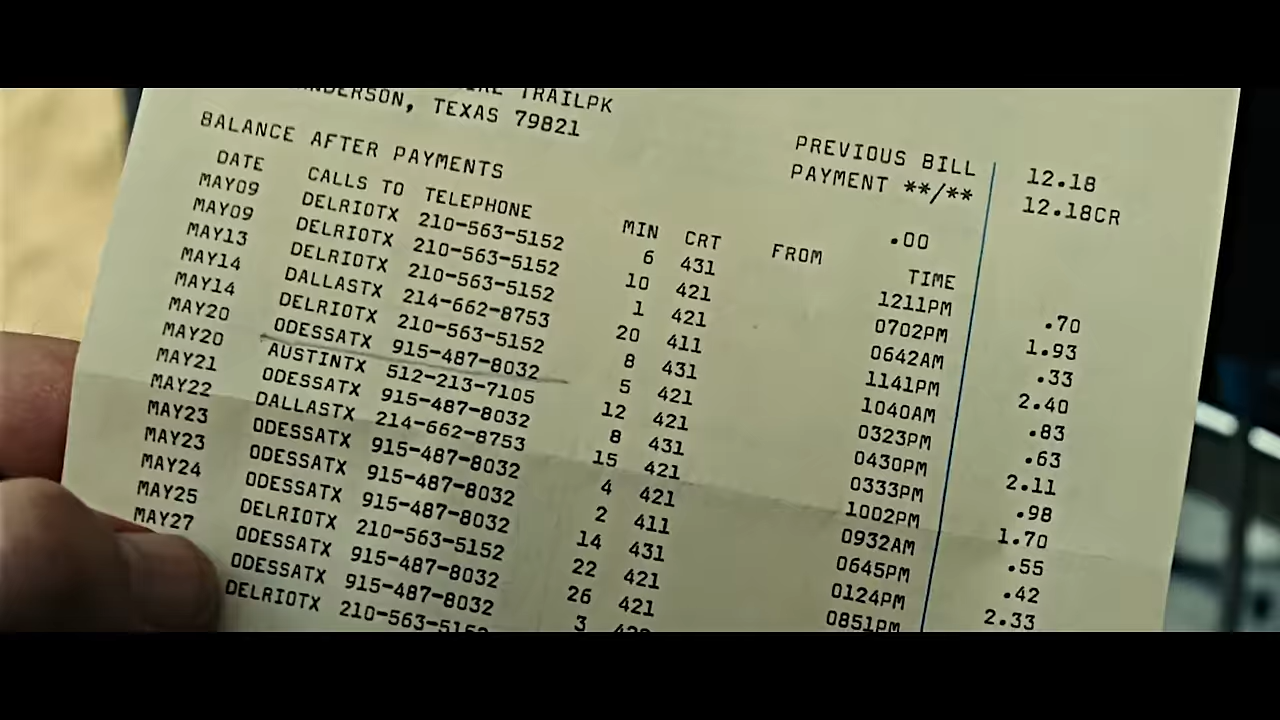 TRAILPK
TEXAS 79821
PREVIOUS BILL 12.18
PAYMENT **/** 12.18CR
BALANCE AFTER PAYMENTS .00
DATE CALLS TO TELEPHONE MIN CRT FROM TIME
MAY09 DELRIOTX 210-563-5152 6 431 1211PM .70
MAY09 DELRIOTX 210-563-5152 10 421 0702PM 1.93
MAY13 DELRIOTX 210-563-5152 1 421 0642AM .33
MAY14 DALLASTX 214-662-8753 20 411 1141PM 2.40
MAY14 DELRIOTX 210-563-5152 8 431 1040AM .83
MAY20 ODESSATX 915-487-8032 5 421 0323PM .63
MAY20 AUSTINTX 512-213-7105 12 421 0430PM 2.11
MAY21 ODESSATX 915-487-8032 8 431 0333PM .98
MAY22 DALLASTX 214-662-8753 15 421 1002PM 1.70
MAY23 ODESSATX 915-487-8032 4 421 0932AM .55
MAY23 ODESSATX 915-487-8032 2 411 0645PM .42
MAY24 ODESSATX 915-487-8032 14 431 0124PM 2.33
MAY25 DELRIOTX 210-563-5152 22 421 0851PM
MAY27 ODESSATX 915-487-8032 26 421
ODESSATX 915-487-8032 3
DELRIOTX 210-563-5152